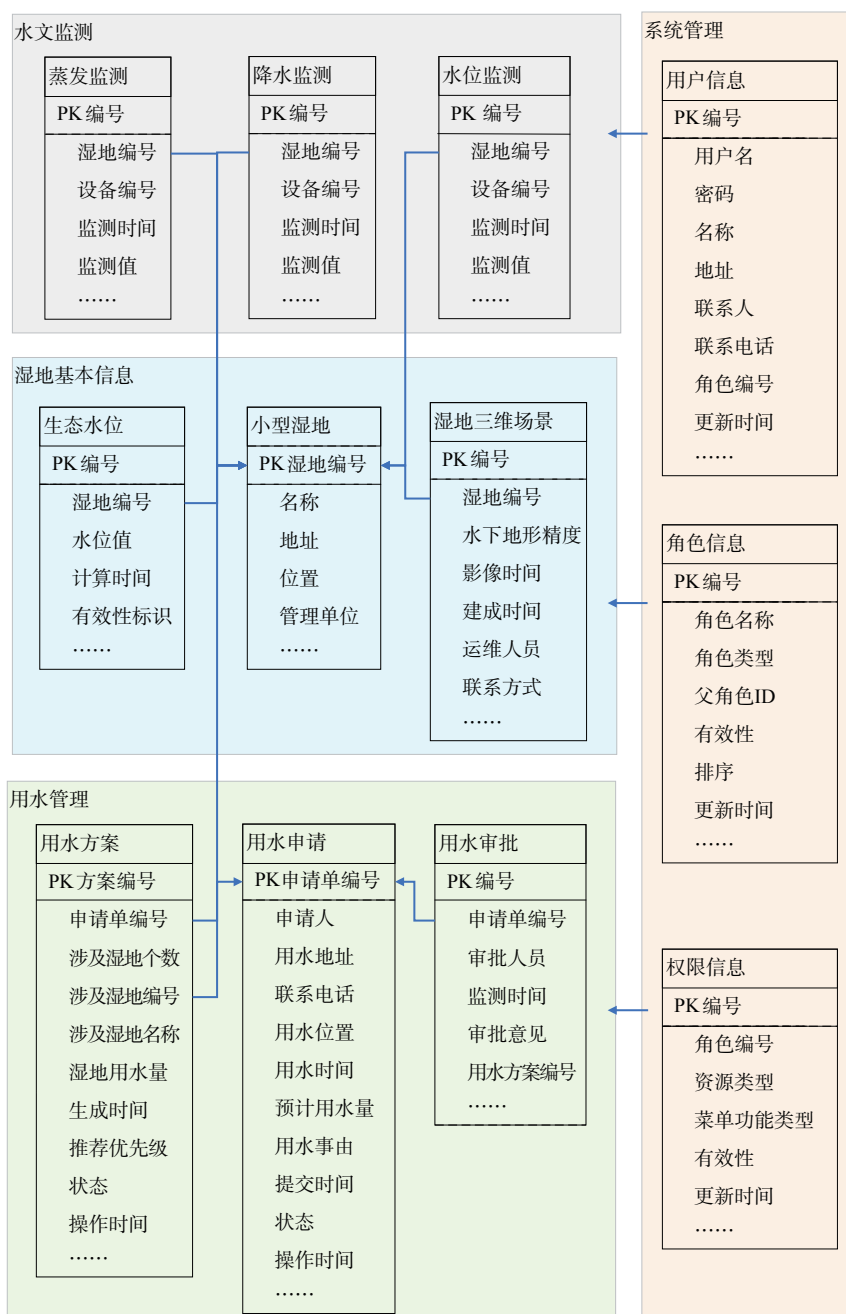 水文监测
蒸发监测
PK编号
湿地编号
设备编号
监测时间
监测值
……
降水监测
PK编号
湿地编号
设备编号
监测时间
监测值
……
水位监测
PK 编号
湿地编号
设备编号
监测时间
监测值
……
湿地基本信息
生态水位
PK编号
湿地编号
水位值
计算时间
有效性标识
……
小型湿地
PK湿地编号
名称
地址
位置
管理单位
……
湿地三维场景
PK编号
湿地编号
水下地形精度
影像时间
建成时间
运维人员
联系方式
……
用水管理
用水方案
PK方案编号
申请单编号
涉及湿地个数
涉及湿地编号
涉及湿地名称
湿地用水量
生成时间
推荐优先级
状态
操作时间
……
用水申请
PK申请单编号
申请人
用水地址
联系电话
用水位置
用水时间
预计用水量
用水事由
提交时间
状态
操作时间
……
用水审批
PK编号
申请单编号
审批人员
监测时间
审批意见
用水方案编号
……
系统管理
用户信息
PK编号
用户名
密码
名称
地址
联系人
联系电话
角色编号
更新时间
……
角色信息
PK编号
角色名称
角色类型
父角色ID
有效性
排序
更新时间
……
权限信息
PK编号
角色编号
资源类型
菜单功能类型
有效性
更新时间
……